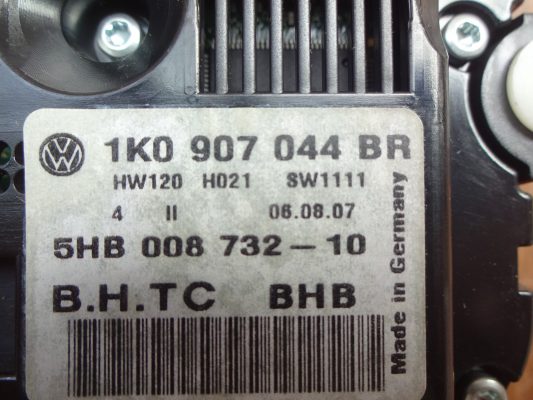 1K0 907 044 BR
HW120 H021 SW1111
4 II 06.08.07
5HB 008 732-10
B.H.TC BHB
Made in Germany